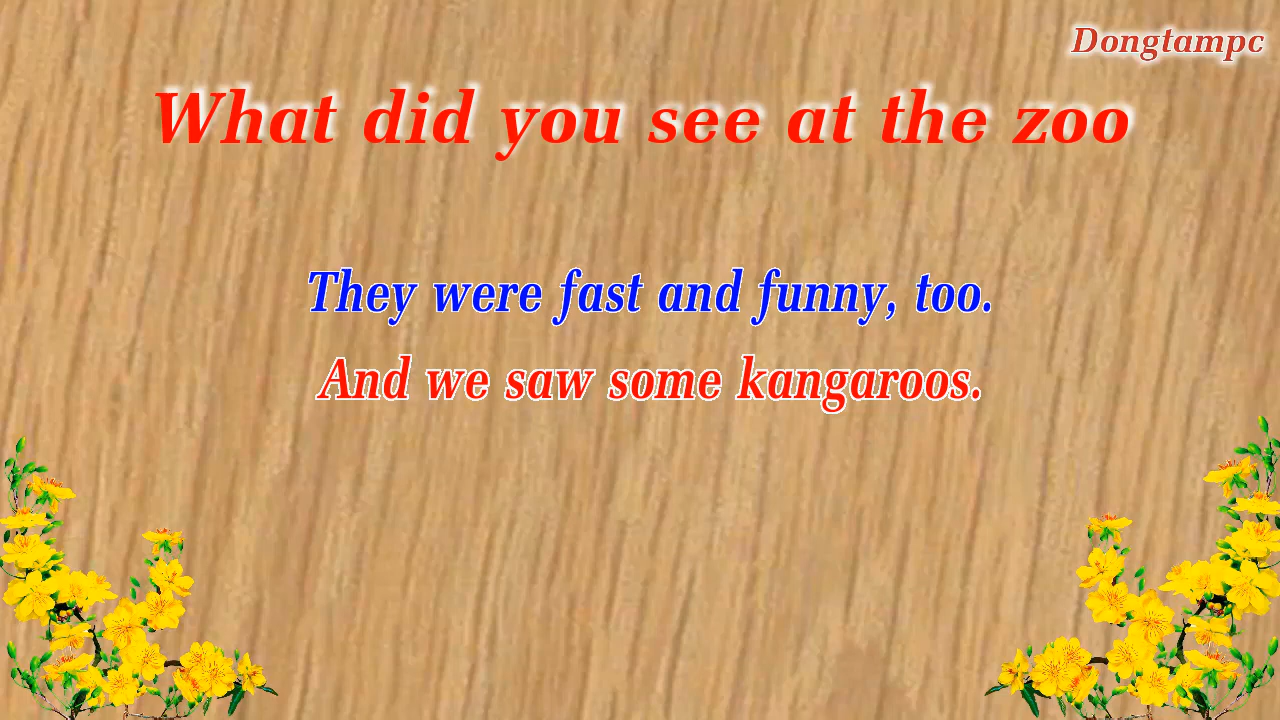 Dongtampc
What did you see at the zoo
They were fast and funny, too.
And we saw some kangaroos.